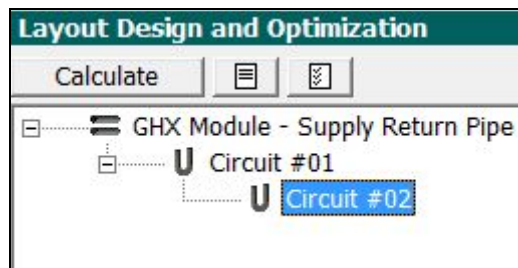 Layout Design and Optimization
Calculate
GHX Module - Supply Return Pipe
Circuit #01
Circuit #02